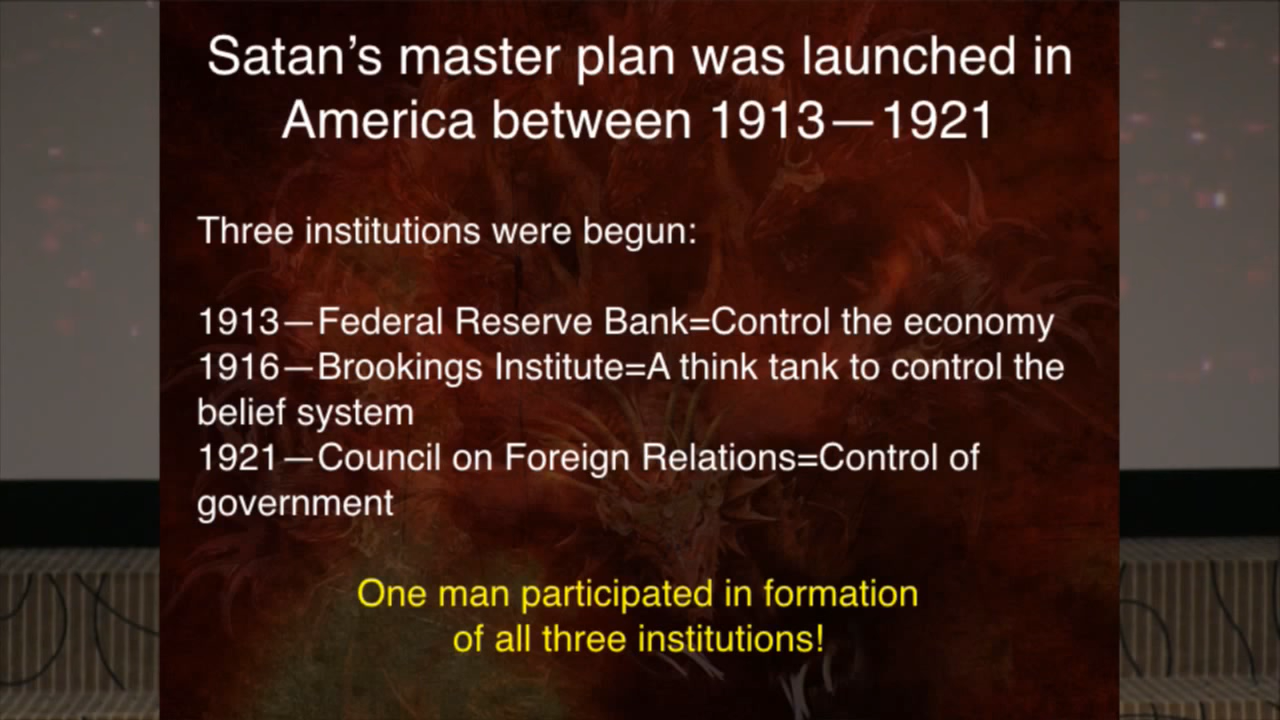 Satan’s master plan was launched in
America between 1913—1921
Three institutions were begun:
1913—Federal Reserve Bank=Control the economy
1916—Brookings Institute=A think tank to control the
belief system
1921—Council on Foreign Relations=Control of
government
One man participated in formation
of all three institutions!